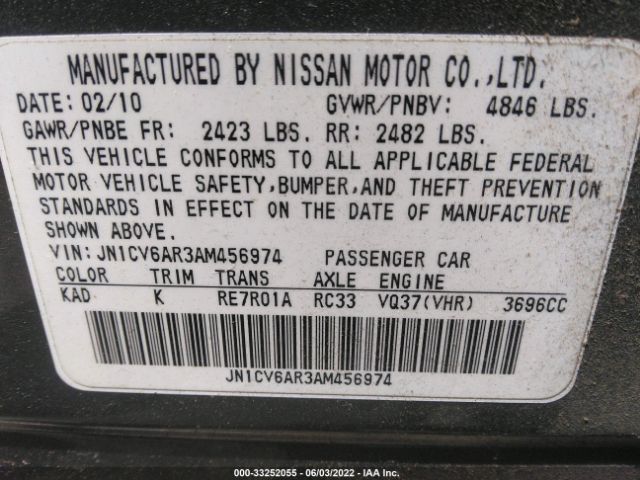 MANUFACTURED BY NISSAN MOTOR CO.,LTD.
DATE: 02/10 GVWR/PNBV: 4846 LBS.
GAWR/PNBE FR: 2423 LBS. RR: 2482 LBS.
THIS VEHICLE CONFORMS TO ALL APPLICABLE FEDERAL
MOTOR VEHICLE SAFETY,BUMPER,AND THEFT PREVENTION
STANDARDS IN EFFECT ON THE DATE OF MANUFACTURE
SHOWN ABOVE.
VIN: JN1CV6AR3AM456974 PASSENGER CAR
COLOR TRIM TRANS AXLE ENGINE
KAD K RE7R01A RC33 VQ37(VHR) 3696CC
JN1CV6AR3AM456974
000-33252055 - 06/03/2022 - IAA Inc.